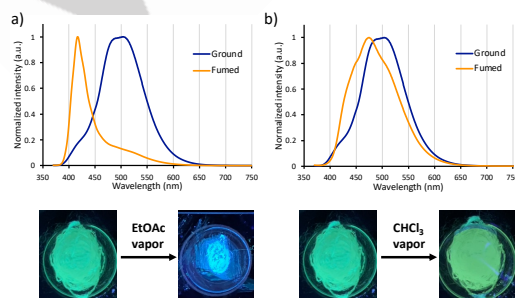 a)
Normalized intensity (a.u.)
1
0.8
0.6
0.4
0.2
0
350 400 450 500 550 600 650 700 750
Wavelength (nm)
Ground
Fumed
b)
Normalized intensity (a.u.)
1
0.8
0.6
0.4
0.2
0
350 400 450 500 550 600 650 700 75
Wavelength (nm)
Ground
Fumed
EtOAc
vapor
CHCl₃
vapor